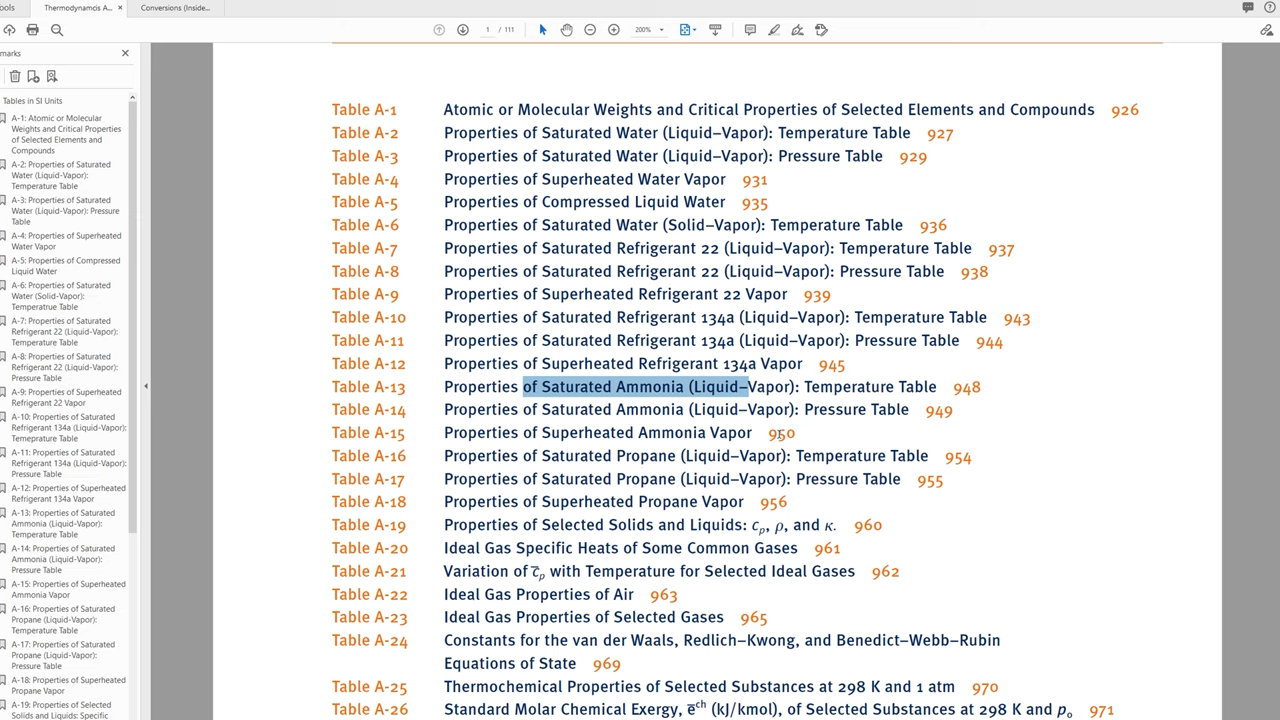 ools
Thermodynamcis A... ×
Conversions (Inside...
1 / 111
200%
marks
×
Tables in SI Units
A-1: Atomic or Molecular
Weights and Critical Properties
of Selected Elements and
Compounds
A-2: Properties of Saturated
Water (Liquid-Vapor):
Temperature Table
A-3: Properties of Saturated
Water (Liquid-Vapor): Pressure
Table
A-4: Properties of Superheated
Water Vapor
A-5: Properties of Compressed
Liquid Water
A-6: Properties of Saturated
Water (Solid-Vapor):
Temperatrue Table
A-7: Properties of Saturated
Refrigerant 22 (Liquid-Vapor):
Temperature Table
A-8: Properties of Saturated
Refrigerant 22 (Liquid-Vapor):
Pressure Table
A-9: Properties of Superheated
Refrigerant 22 Vapor
A-10: Properties of Saturated
Refrigerant 134a (Liquid-Vapor):
Temperature Table
A-11: Properties of Saturated
Refrigerant 134a (Liquid-Vapor):
Pressure Table
A-12: Properties of Superheated
Refrigerant 134a Vapor
A-13: Properties of Saturated
Ammonia (Liquid-Vapor):
Temperature Table
A-14: Properties of Saturated
Ammonia (Liquid-Vapor):
Pressure Table
A-15: Properties of Superheated
Ammonia Vapor
A-16: Properties of Saturated
Propane (Liquid-Vapor):
Temperature Table
A-17: Properties of Saturated
Propane (Liquid-Vapor):
Pressure Table
A-18: Properties of Superheated
Propane Vapor
A-19: Properties of Selected
Solids and Liquids: Specific
Table A-1 Atomic or Molecular Weights and Critical Properties of Selected Elements and Compounds 926
Table A-2 Properties of Saturated Water (Liquid–Vapor): Temperature Table 927
Table A-3 Properties of Saturated Water (Liquid–Vapor): Pressure Table 929
Table A-4 Properties of Superheated Water Vapor 931
Table A-5 Properties of Compressed Liquid Water 935
Table A-6 Properties of Saturated Water (Solid–Vapor): Temperature Table 936
Table A-7 Properties of Saturated Refrigerant 22 (Liquid–Vapor): Temperature Table 937
Table A-8 Properties of Saturated Refrigerant 22 (Liquid–Vapor): Pressure Table 938
Table A-9 Properties of Superheated Refrigerant 22 Vapor 939
Table A-10 Properties of Saturated Refrigerant 134a (Liquid–Vapor): Temperature Table 943
Table A-11 Properties of Saturated Refrigerant 134a (Liquid–Vapor): Pressure Table 944
Table A-12 Properties of Superheated Refrigerant 134a Vapor 945
Table A-13 Properties of Saturated Ammonia (Liquid–Vapor): Temperature Table 948
Table A-14 Properties of Saturated Ammonia (Liquid–Vapor): Pressure Table 949
Table A-15 Properties of Superheated Ammonia Vapor 950
Table A-16 Properties of Saturated Propane (Liquid–Vapor): Temperature Table 954
Table A-17 Properties of Saturated Propane (Liquid–Vapor): Pressure Table 955
Table A-18 Properties of Superheated Propane Vapor 956
Table A-19 Properties of Selected Solids and Liquids: cₚ, ρ, and κ. 960
Table A-20 Ideal Gas Specific Heats of Some Common Gases 961
Table A-21 Variation of c̅ₚ with Temperature for Selected Ideal Gases 962
Table A-22 Ideal Gas Properties of Air 963
Table A-23 Ideal Gas Properties of Selected Gases 965
Table A-24 Constants for the van der Waals, Redlich–Kwong, and Benedict–Webb–Rubin
Equations of State 969
Table A-25 Thermochemical Properties of Selected Substances at 298 K and 1 atm 970
Table A-26 Standard Molar Chemical Exergy, e̅ᶜʰ (kJ/kmol), of Selected Substances at 298 K and p₀ 971